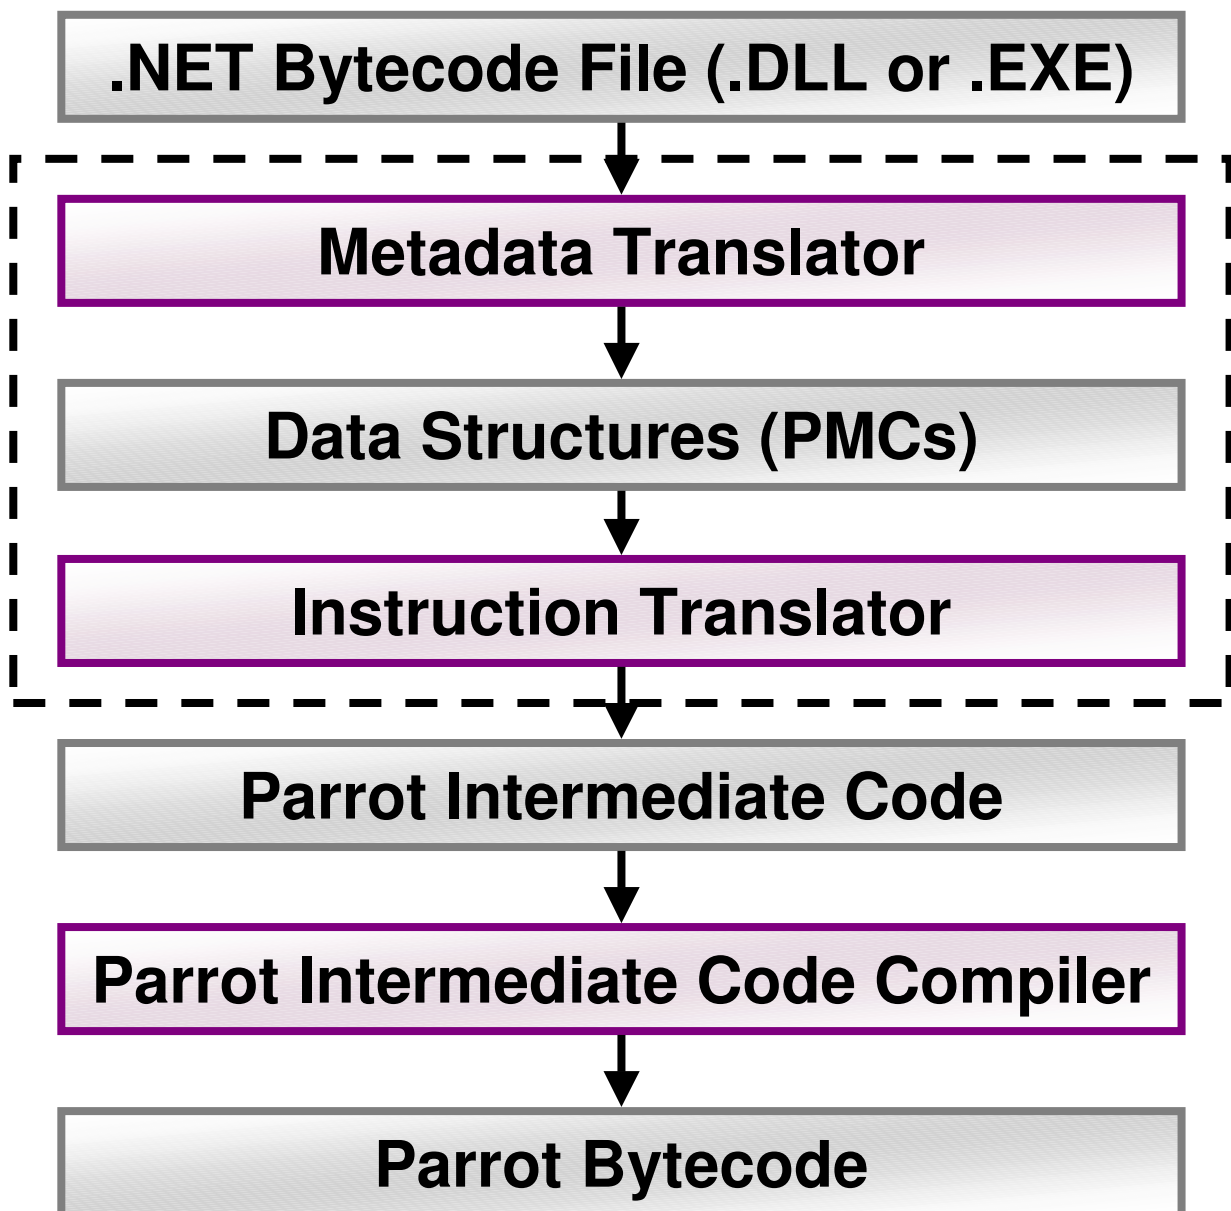 .NET Bytecode File (.DLL or .EXE)
Metadata Translator
Data Structures (PMCs)
Instruction Translator
Parrot Intermediate Code
Parrot Intermediate Code Compiler
Parrot Bytecode